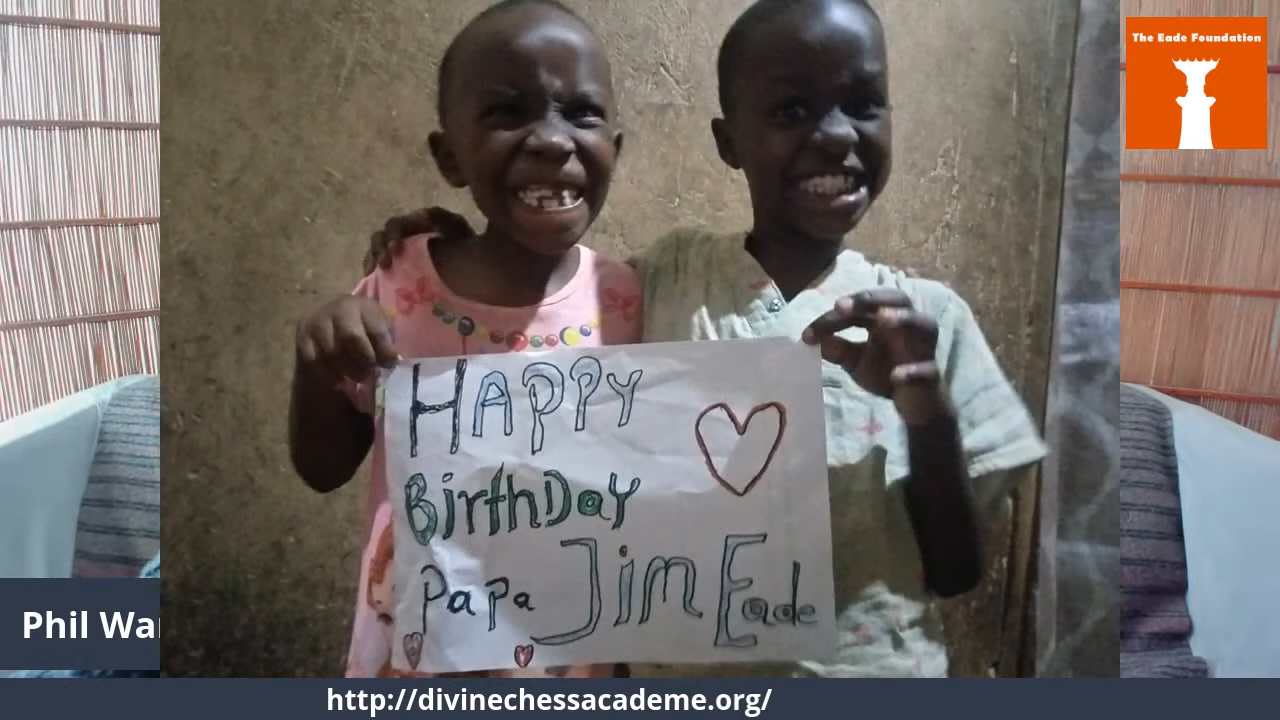 The Eade Foundation
HAPPY
BirthDay
Papa Jim Eade
Phil Wa
http://divinechessacademe.org/